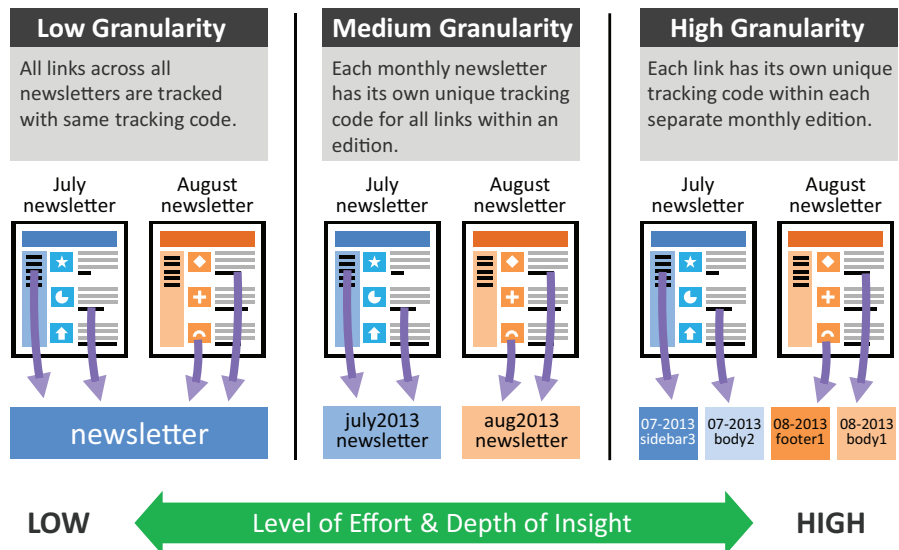 Low Granularity
All links across all
newsletters are tracked
with same tracking code.
July
newsletter
August
newsletter
newsletter
Medium Granularity
Each monthly newsletter
has its own unique tracking
code for all links within an
edition.
July
newsletter
August
newsletter
july2013
newsletter
aug2013
newsletter
High Granularity
Each link has its own unique
tracking code within each
separate monthly edition.
July
newsletter
August
newsletter
07-2013
sidebar3
07-2013
body2
08-2013
footer1
08-2013
body1
LOW
Level of Effort & Depth of Insight
HIGH